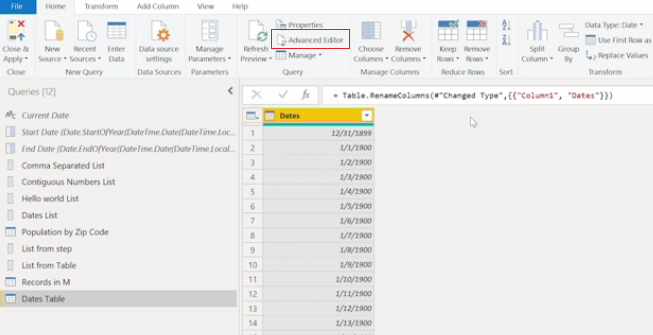 File Home Transform Add Column View Help
Close & Apply
New Source
Recent Sources
Enter Data
Data source settings
Manage Parameters
Refresh Preview
Properties
Advanced Editor
Manage
Choose Columns
Remove Columns
Keep Rows
Remove Rows
Split Column
Group By
Data Type: Date
Use First Row as
Replace Values
Close New Query Data Sources Parameters Query Manage Columns Reduce Rows Sort Transform
Queries [12]
= Table.RenameColumns(#"Changed Type",{{"Column1", "Dates"}})
Current Date
Start Date (Date.StartOfYear(DateTime.Date(DateTime.Loc...
End Date (Date.EndOfYear(DateTime.Date(DateTime.Local...
Comma Separated List
Contiguous Numbers List
Hello world List
Dates List
Population by Zip Code
List from step
List from Table
Records in M
Dates Table
Dates
1 12/31/1899
2 1/1/1900
3 1/2/1900
4 1/3/1900
5 1/4/1900
6 1/5/1900
7 1/6/1900
8 1/7/1900
9 1/8/1900
10 1/9/1900
11 1/10/1900
12 1/11/1900
13 1/12/1900
14 1/13/1900